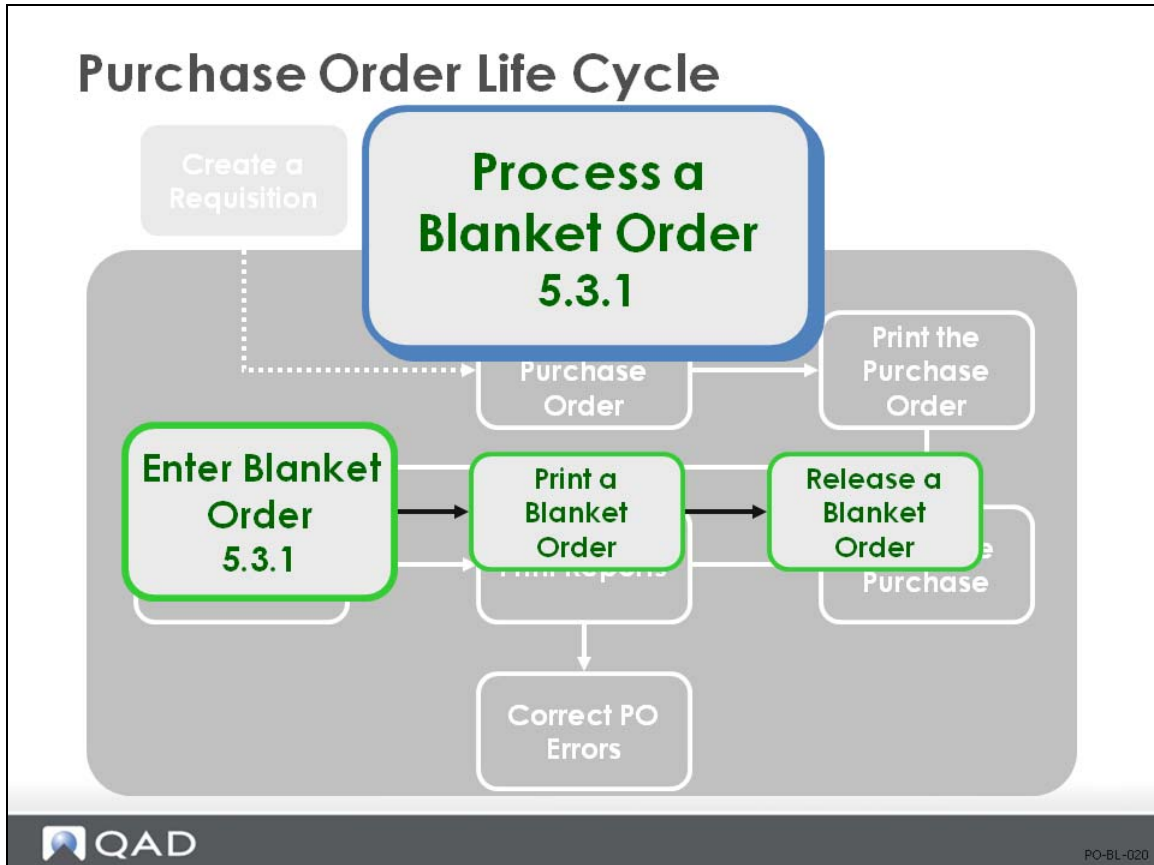 Purchase Order Life Cycle
Create a
Requisition
Process a
Blanket Order
5.3.1
Purchase
Order
Print the
Purchase
Order
Enter Blanket
Order
5.3.1
Print a
Blanket
Order
Release a
Blanket
Order
Print Reports
Purchase
Correct PO
Errors
QAD
PO-BL-020